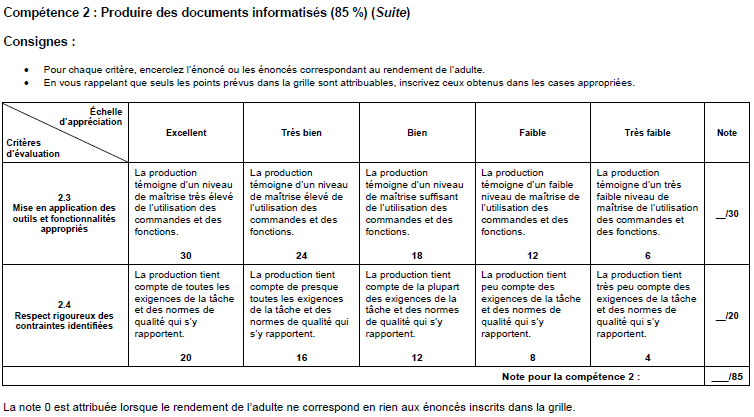 Compétence 2 : Produire des documents informatisés (85 %) (Suite)
Consignes :
• Pour chaque critère, encerclez l’énoncé ou les énoncés correspondant au rendement de l’adulte.
• En vous rappelant que seuls les points prévus dans la grille sont attribuables, inscrivez ceux obtenus dans les cases appropriées.
Échelle
d’appréciation
Critères
d’évaluation
Excellent
Très bien
Bien
Faible
Très faible
Note
2.3
Mise en application des
outils et fonctionnalités
appropriés
La production
témoigne d’un niveau
de maîtrise très élevé
de l’utilisation des
commandes et des
fonctions.
30
La production
témoigne d’un niveau
de maîtrise élevé de
l’utilisation des
commandes et des
fonctions.
24
La production
témoigne d’un niveau
de maîtrise suffisant
de l’utilisation des
commandes et des
fonctions.
18
La production
témoigne d’un faible
niveau de maîtrise de
l’utilisation des
commandes et des
fonctions.
12
La production
témoigne d’un très
faible niveau de
maîtrise de l’utilisation
des commandes et
des fonctions.
6
__/30
2.4
Respect rigoureux des
contraintes identifiées
La production tient
compte de toutes les
exigences de la tâche
et des normes de
qualité qui s’y
rapportent.
20
La production tient
compte de presque
toutes les exigences
de la tâche et des
normes de qualité qui
s’y rapportent.
16
La production tient
compte de la plupart
des exigences de la
tâche et des normes
de qualité qui s’y
rapportent.
12
La production tient
peu compte des
exigences de la tâche
et des normes de
qualité qui s’y
rapportent.
8
La production tient
très peu compte des
exigences de la tâche
et des normes de
qualité qui s’y
rapportent.
4
__/20
Note pour la compétence 2 :
___/85
La note 0 est attribuée lorsque le rendement de l’adulte ne correspond en rien aux énoncés inscrits dans la grille.